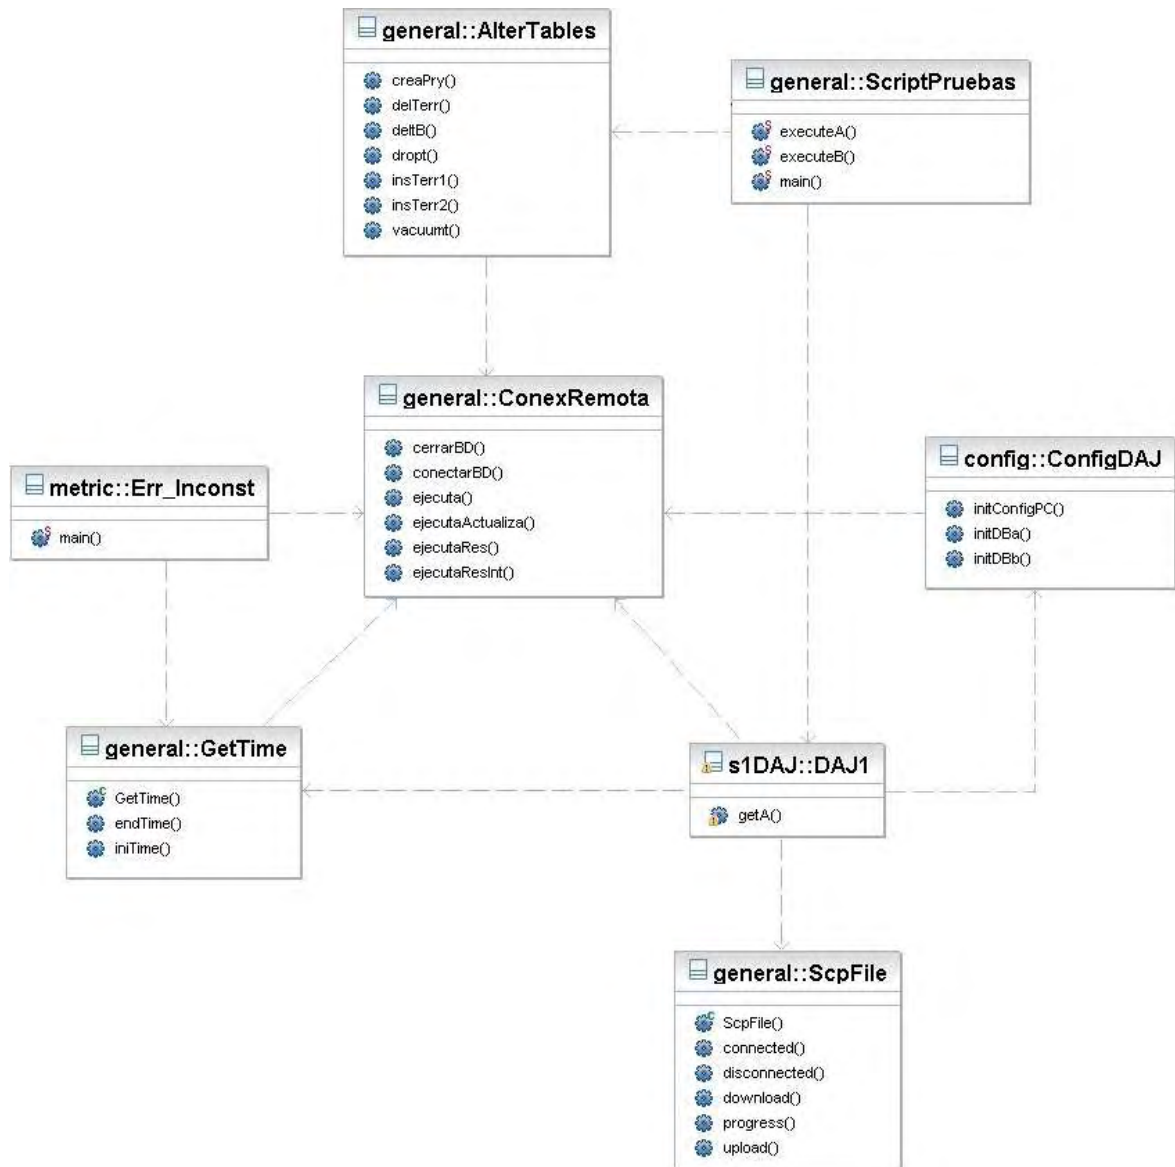 general::AlterTables
creaPry()
delTerr()
deltB()
dropt()
insTerr1()
insTerr2()
vacuumt()
general::ScriptPruebas
executeA()
executeB()
main()
general::ConexRemota
cerrarBD()
conectarBD()
ejecuta()
ejecutaActualiza()
ejecutaRes()
ejecutaResInt()
metric::Err_Inconst
main()
config::ConfigDAJ
initConfigPC()
initDBa()
initDBb()
general::GetTime
GetTime()
endTime()
iniTime()
s1DAJ::DAJ1
getA()
general::ScpFile
ScpFile()
connected()
disconnected()
download()
progress()
upload()